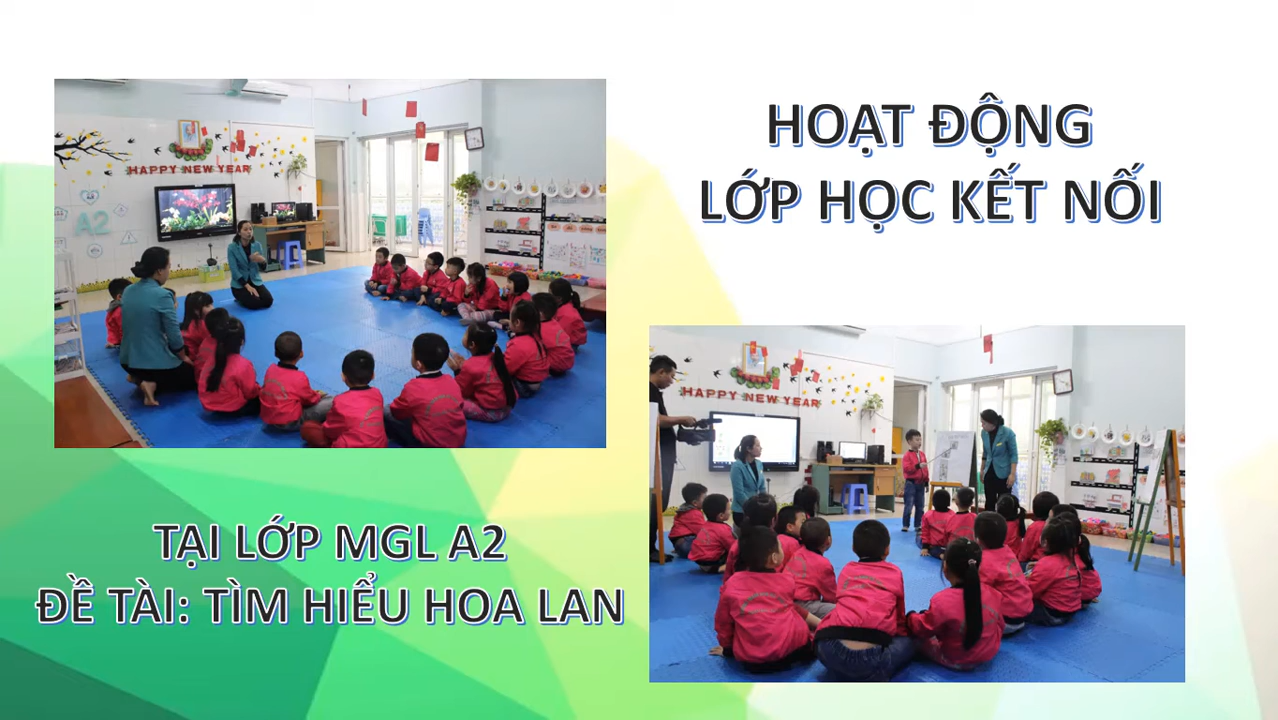 HOẠT ĐỘNG
LỚP HỌC KẾT NỐI
HAPPY NEW YEAR
A2
HAPPY NEW YEAR
TẠI LỚP MGL A2
ĐỀ TÀI: TÌM HIỂU HOA LAN